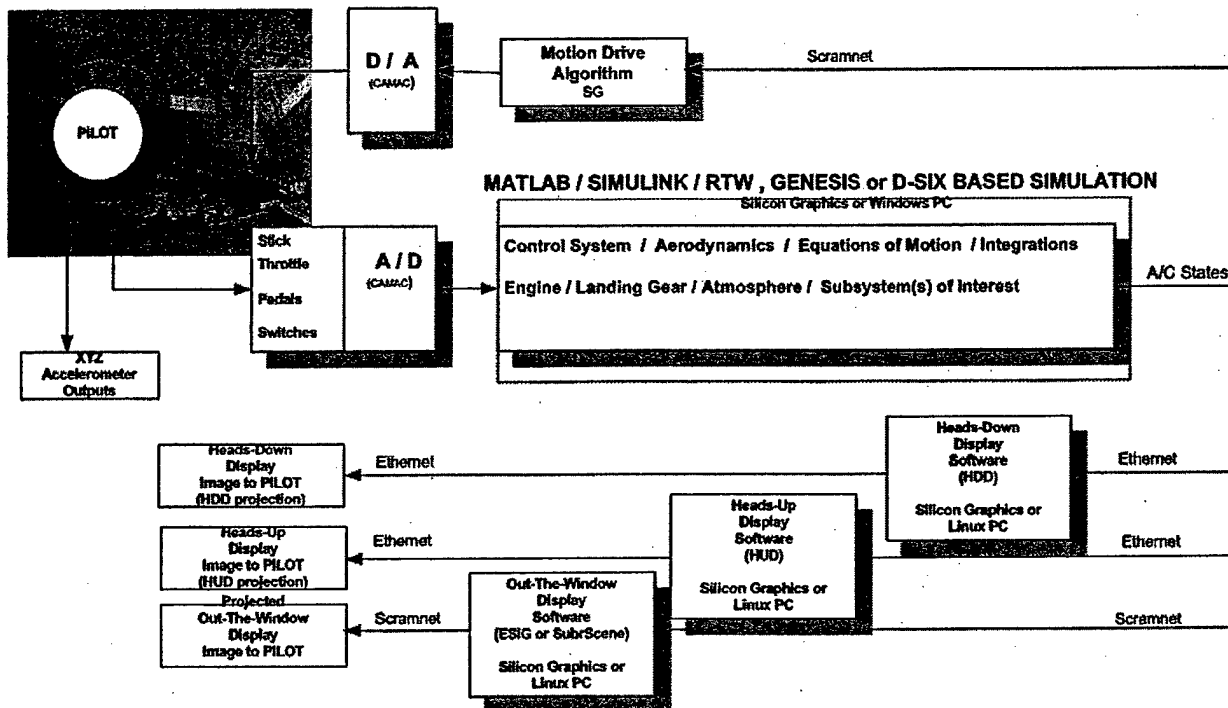 PILOT
D / A
(CAMAC)
Motion Drive
Algorithm
SG
Scramnet
MATLAB / SIMULINK / RTW , GENESIS or D-SIX BASED SIMULATION
Silicon Graphics or Windows PC
Control System / Aerodynamics / Equations of Motion / Integrations
Engine / Landing Gear / Atmosphere / Subsystem(s) of Interest
A/C States
Stick
Throttle
Pedals
Switches
A / D
(CAMAC)
XYZ
Accelerometer
Outputs
Heads-Down
Display
Image to PILOT
(HDD projection)
Ethernet
Heads-Down
Display
Software
(HDD)
Silicon Graphics or
Linux PC
Ethernet
Heads-Up
Display
Image to PILOT
(HUD projection)
Ethernet
Heads-Up
Display
Software
(HUD)
Silicon Graphics or
Linux PC
Ethernet
Projected
Out-The-Window
Display
Image to PILOT
Scramnet
Out-The-Window
Display
Software
(ESIG or SubrScene)
Silicon Graphics or
Linux PC
Scramnet